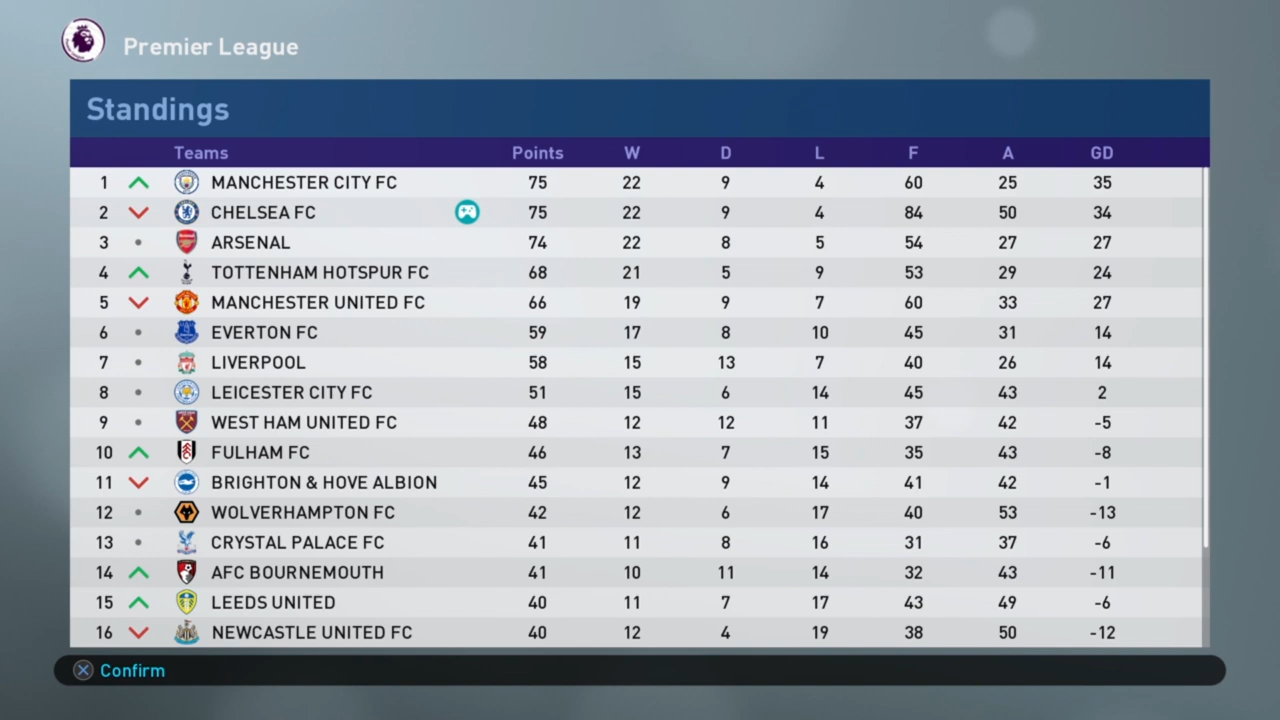 Premier League
Standings
Teams Points W D L F A GD
1 MANCHESTER CITY FC 75 22 9 4 60 25 35
2 CHELSEA FC 75 22 9 4 84 50 34
3 ARSENAL 74 22 8 5 54 27 27
4 TOTTENHAM HOTSPUR FC 68 21 5 9 53 29 24
5 MANCHESTER UNITED FC 66 19 9 7 60 33 27
6 EVERTON FC 59 17 8 10 45 31 14
7 LIVERPOOL 58 15 13 7 40 26 14
8 LEICESTER CITY FC 51 15 6 14 45 43 2
9 WEST HAM UNITED FC 48 12 12 11 37 42 -5
10 FULHAM FC 46 13 7 15 35 43 -8
11 BRIGHTON & HOVE ALBION 45 12 9 14 41 42 -1
12 WOLVERHAMPTON FC 42 12 6 17 40 53 -13
13 CRYSTAL PALACE FC 41 11 8 16 31 37 -6
14 AFC BOURNEMOUTH 41 10 11 14 32 43 -11
15 LEEDS UNITED 40 11 7 17 43 49 -6
16 NEWCASTLE UNITED FC 40 12 4 19 38 50 -12
Confirm